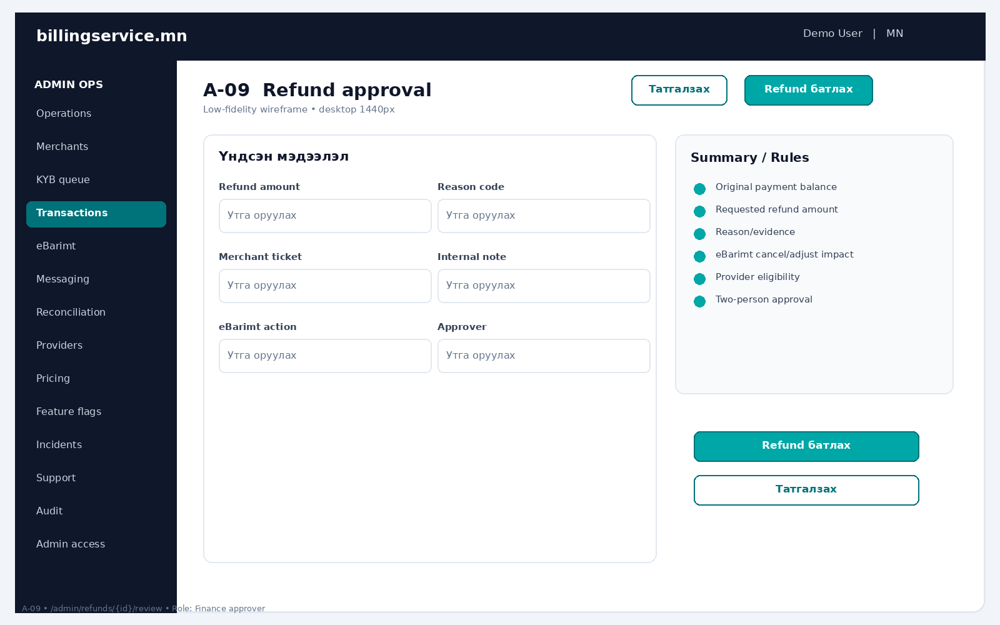 billingservice.mn
Demo User | MN
ADMIN OPS
Operations
Merchants
KYB queue
Transactions
eBarimt
Messaging
Reconciliation
Providers
Pricing
Feature flags
Incidents
Support
Audit
Admin access
A-09 Refund approval
Low-fidelity wireframe • desktop 1440px
Татгалзах
Refund батлах
Үндсэн мэдээлэл
Refund amount
Reason code
Утга оруулах
Утга оруулах
Merchant ticket
Internal note
Утга оруулах
Утга оруулах
eBarimt action
Approver
Утга оруулах
Утга оруулах
Summary / Rules
Original payment balance
Requested refund amount
Reason/evidence
eBarimt cancel/adjust impact
Provider eligibility
Two-person approval
Refund батлах
Татгалзах
A-09 • /admin/refunds/{id}/review • Role: Finance approver